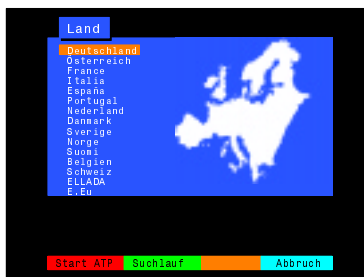 Land
Deutschland
Österreich
France
Italia
España
Portugal
Nederland
Danmark
Sverige
Norge
Suomi
Belgien
Schweiz
ELLADA
E.Eu
Start ATP Suchlauf Abbruch